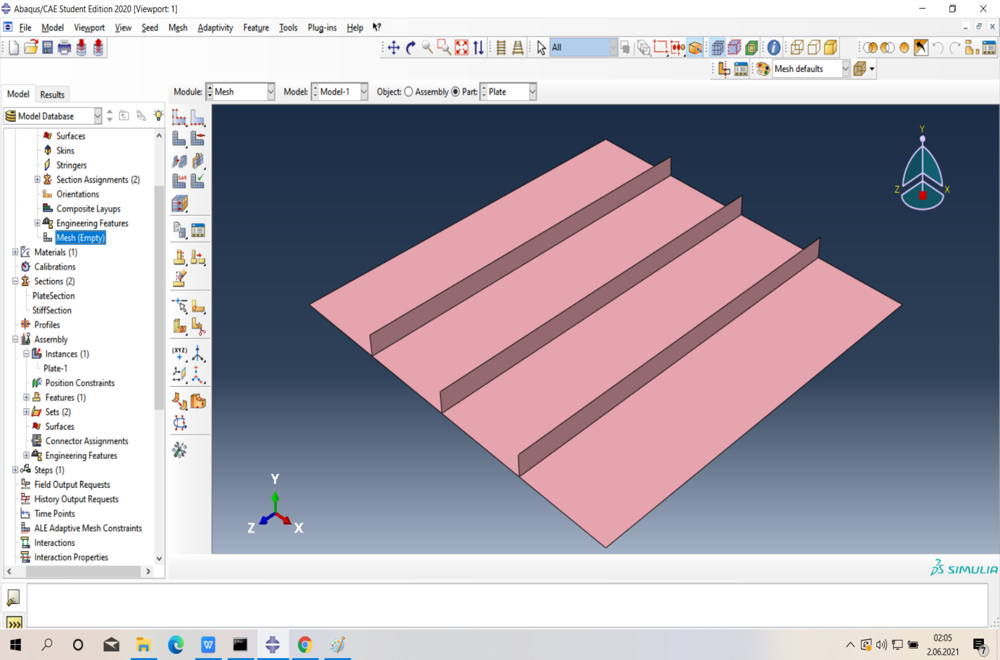 Abaqus/CAE Student Edition 2020 [Viewport: 1]
File Model Viewport View Seed Mesh Adaptivity Feature Tools Plug-ins Help
All
Mesh defaults
Model Results
Module: Mesh Model: Model-1 Object: Assembly Part: Plate
Model Database
Surfaces
Skins
Stringers
Section Assignments (2)
Orientations
Composite Layups
Engineering Features
Mesh (Empty)
Materials (1)
Calibrations
Sections (2)
PlateSection
StiffSection
Profiles
Assembly
Instances (1)
Plate-1
Position Constraints
Features (1)
Sets (2)
Surfaces
Connector Assignments
Engineering Features
Steps (1)
Field Output Requests
History Output Requests
Time Points
ALE Adaptive Mesh Constraints
Interactions
Interaction Properties
S4R
(XYZ)
Y
Z X
Y
Z X
SIMULIA
>>>
02:05
2.06.2021
7